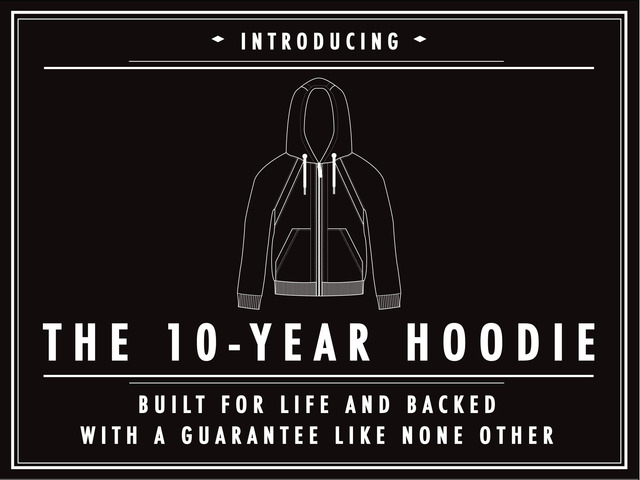 INTRODUCING
THE 10-YEAR HOODIE
BUILT FOR LIFE AND BACKED
WITH A GUARANTEE LIKE NONE OTHER